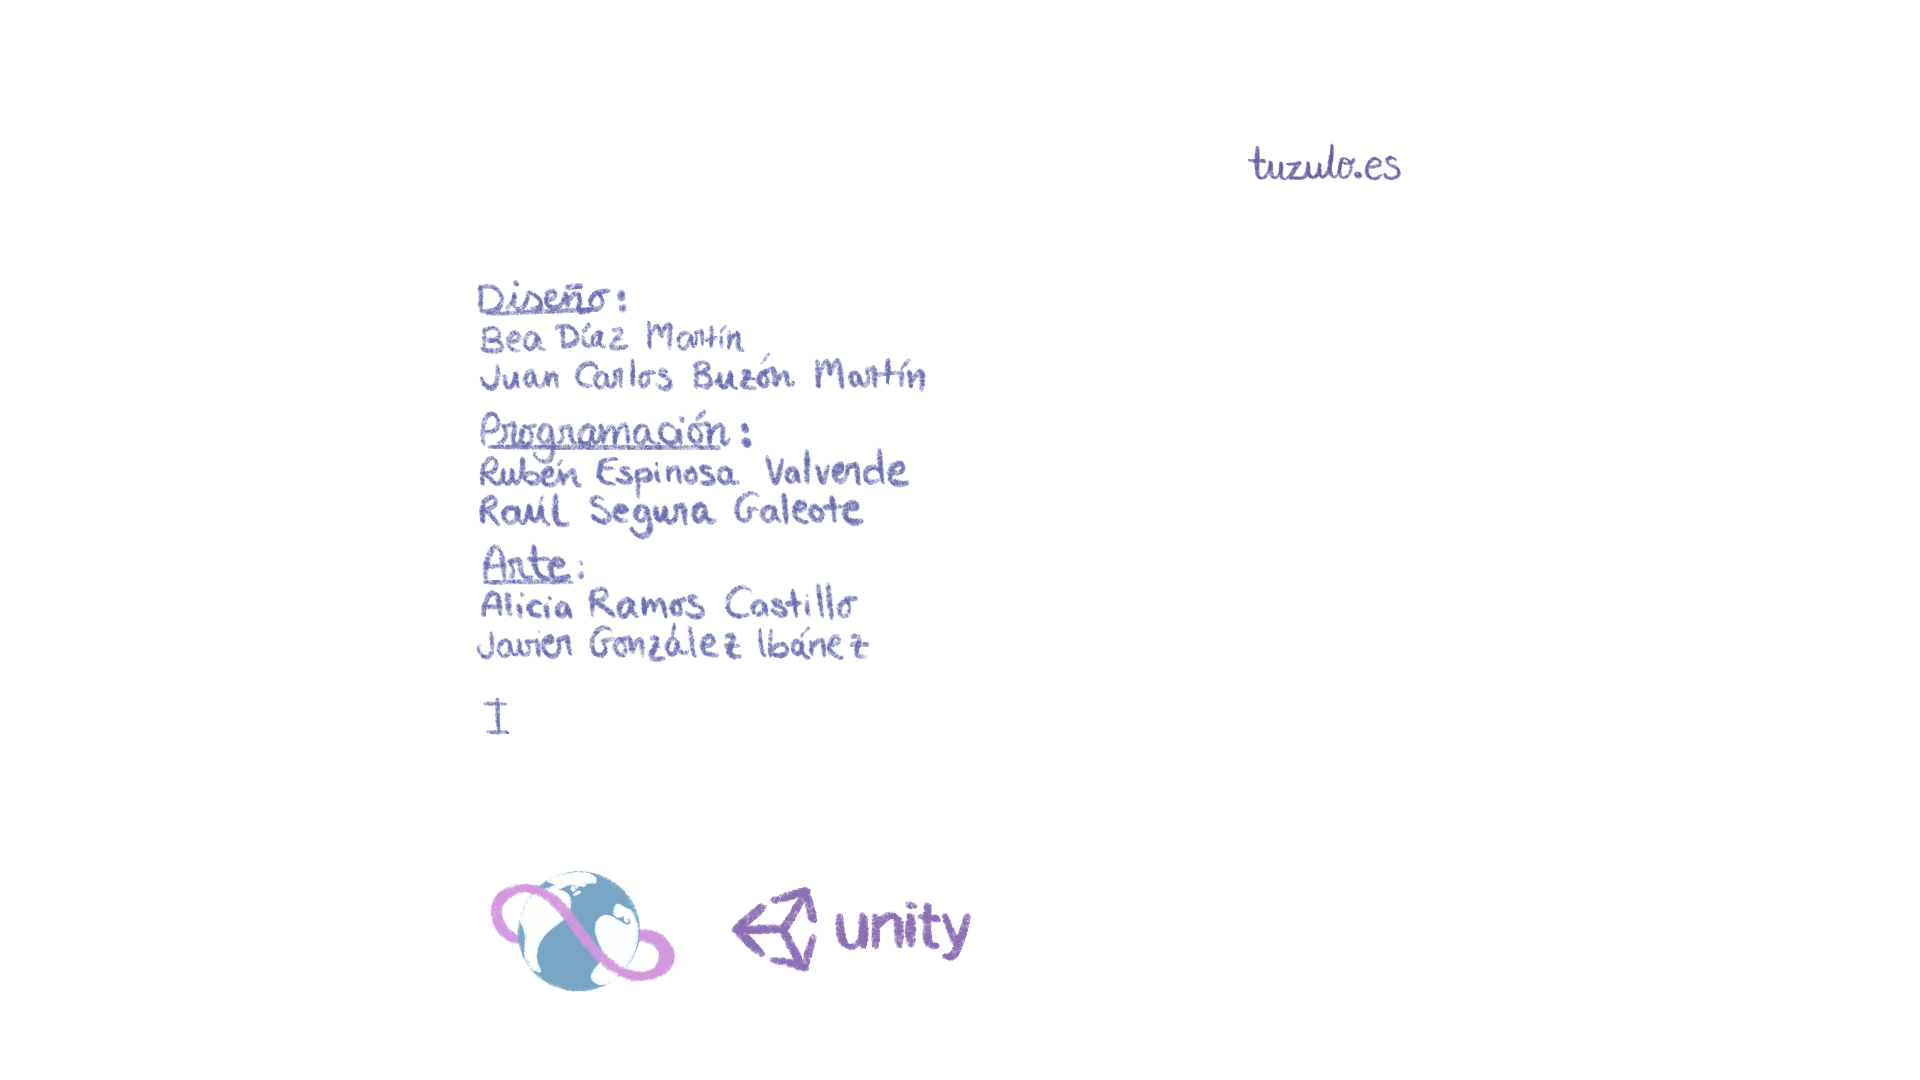 tuzulo.es
Diseño:
Bea Díaz Martín
Juan Carlos Buzón Martín
Programación:
Rubén Espinosa Valverde
Raúl Segura Galeote
Arte:
Alicia Ramos Castillo
Javier González Ibánez
I
unity